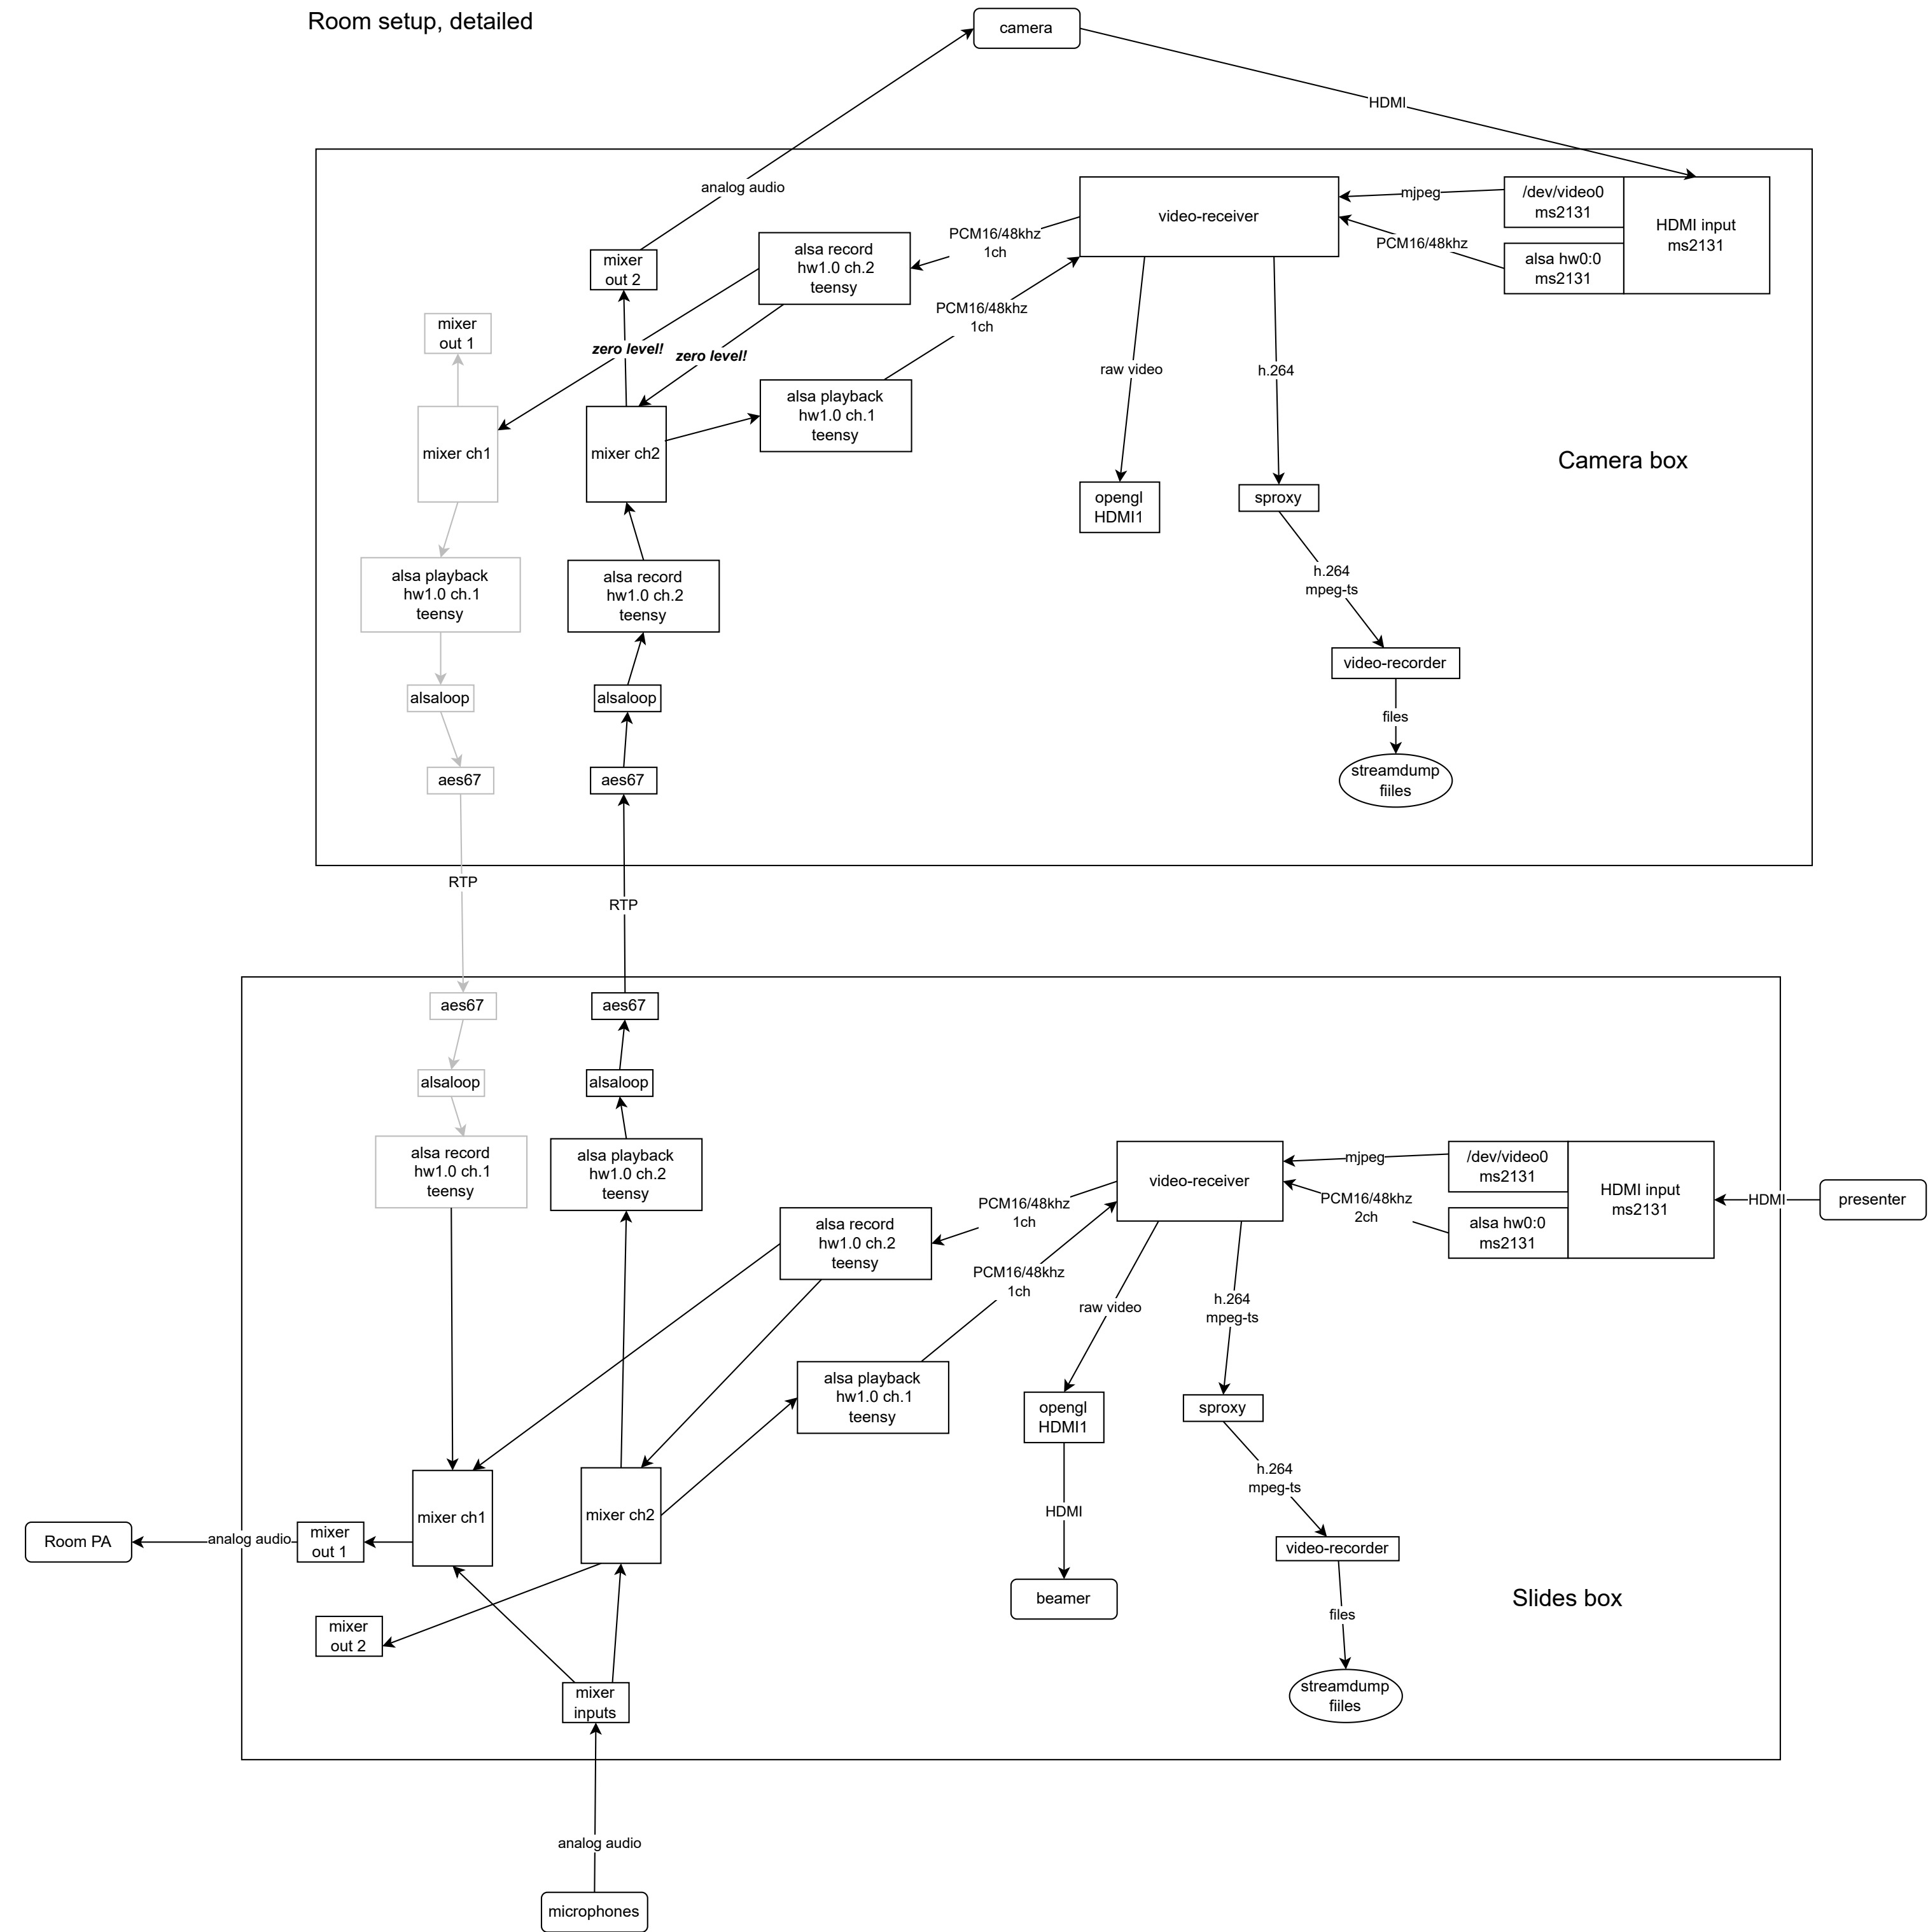 Room setup, detailed
camera
HDMI
analog audio
/dev/video0
ms2131
HDMI input
ms2131
alsa hw0:0
ms2131
mjpeg
PCM16/48khz
video-receiver
PCM16/48khz
1ch
alsa record
hw1.0 ch.2
teensy
mixer
out 2
PCM16/48khz
1ch
mixer
out 1
zero level!
zero level!
raw video
h.264
alsa playback
hw1.0 ch.1
teensy
mixer ch1
mixer ch2
Camera box
opengl
HDMI1
sproxy
h.264
mpeg-ts
alsa playback
hw1.0 ch.1
teensy
alsa record
hw1.0 ch.2
teensy
video-recorder
alsaloop
alsaloop
files
aes67
aes67
streamdump
fiiles
RTP
RTP
aes67
aes67
alsaloop
alsaloop
alsa record
hw1.0 ch.1
teensy
alsa playback
hw1.0 ch.2
teensy
video-receiver
mjpeg
/dev/video0
ms2131
HDMI input
ms2131
alsa hw0:0
ms2131
HDMI
presenter
PCM16/48khz
2ch
PCM16/48khz
1ch
alsa record
hw1.0 ch.2
teensy
PCM16/48khz
1ch
raw video
h.264
mpeg-ts
alsa playback
hw1.0 ch.1
teensy
opengl
HDMI1
sproxy
h.264
mpeg-ts
HDMI
mixer ch1
mixer ch2
Room PA
analog audio
mixer
out 1
video-recorder
beamer
Slides box
files
mixer
out 2
mixer
inputs
streamdump
fiiles
analog audio
microphones